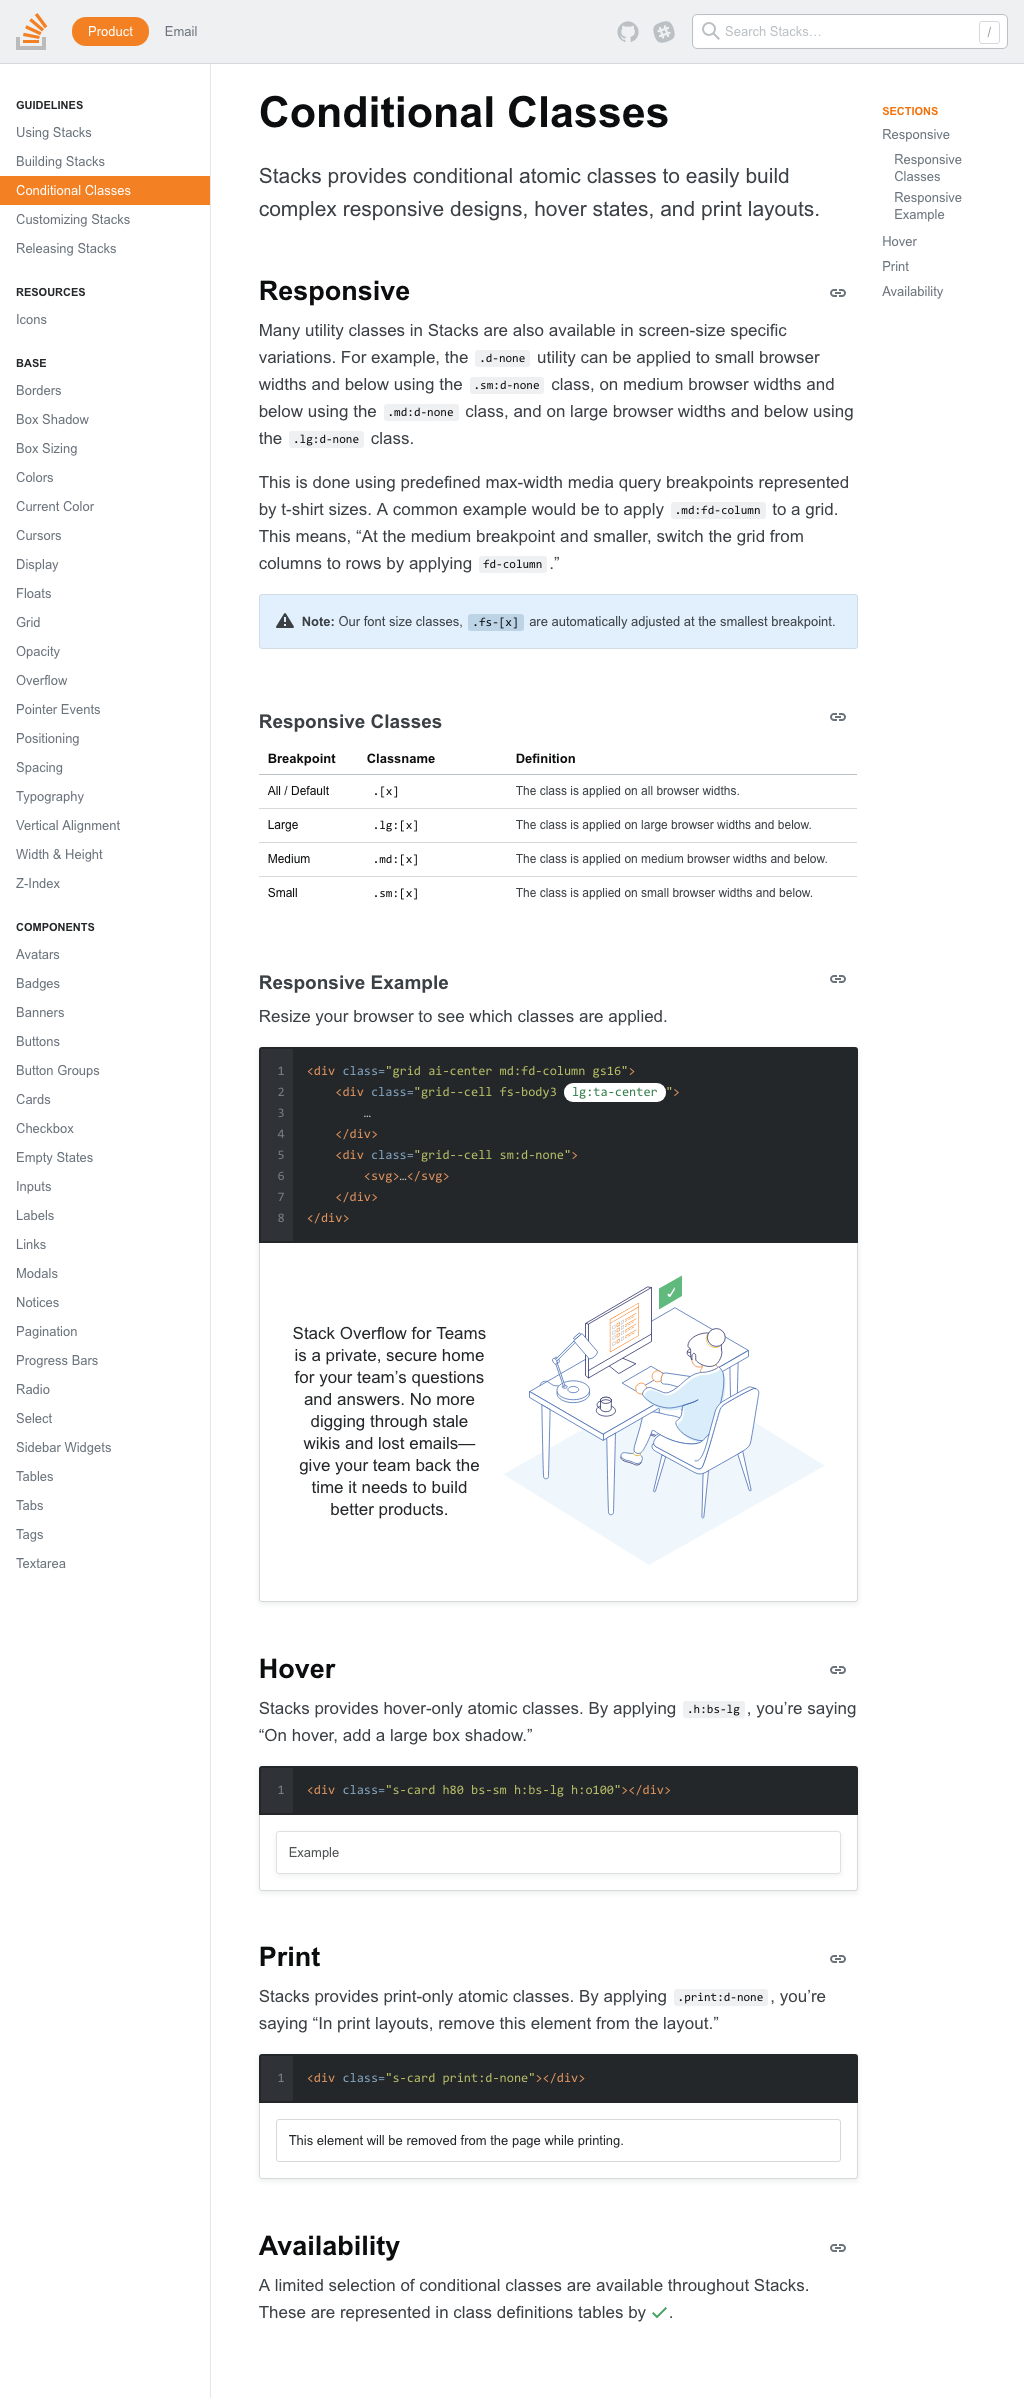 Product
Email
Search Stacks…
/
GUIDELINES
Using Stacks
Building Stacks
Conditional Classes
Customizing Stacks
Releasing Stacks
RESOURCES
Icons
BASE
Borders
Box Shadow
Box Sizing
Colors
Current Color
Cursors
Display
Floats
Grid
Opacity
Overflow
Pointer Events
Positioning
Spacing
Typography
Vertical Alignment
Width & Height
Z-Index
COMPONENTS
Avatars
Badges
Banners
Buttons
Button Groups
Cards
Checkbox
Empty States
Inputs
Labels
Links
Modals
Notices
Pagination
Progress Bars
Radio
Select
Sidebar Widgets
Tables
Tabs
Tags
Textarea
Conditional Classes
Stacks provides conditional atomic classes to easily build
complex responsive designs, hover states, and print layouts.
Responsive
Many utility classes in Stacks are also available in screen-size specific
variations. For example, the .d-none utility can be applied to small browser
widths and below using the .sm:d-none class, on medium browser widths and
below using the .md:d-none class, and on large browser widths and below using
the .lg:d-none class.
This is done using predefined max-width media query breakpoints represented
by t-shirt sizes. A common example would be to apply .md:fd-column to a grid.
This means, “At the medium breakpoint and smaller, switch the grid from
columns to rows by applying fd-column.”
Note: Our font size classes, .fs-[x] are automatically adjusted at the smallest breakpoint.
Responsive Classes
Breakpoint Classname Definition
All / Default .[x] The class is applied on all browser widths.
Large .lg:[x] The class is applied on large browser widths and below.
Medium .md:[x] The class is applied on medium browser widths and below.
Small .sm:[x] The class is applied on small browser widths and below.
Responsive Example
Resize your browser to see which classes are applied.
1 <div class="grid ai-center md:fd-column gs16">
2 <div class="grid--cell fs-body3 lg:ta-center">
3 …
4 </div>
5 <div class="grid--cell sm:d-none">
6 <svg>…</svg>
7 </div>
8 </div>
Stack Overflow for Teams
is a private, secure home
for your team’s questions
and answers. No more
digging through stale
wikis and lost emails—
give your team back the
time it needs to build
better products.
Hover
Stacks provides hover-only atomic classes. By applying .h:bs-lg, you’re saying
“On hover, add a large box shadow.”
1 <div class="s-card h80 bs-sm h:bs-lg h:o100"></div>
Example
Print
Stacks provides print-only atomic classes. By applying .print:d-none, you’re
saying “In print layouts, remove this element from the layout.”
1 <div class="s-card print:d-none"></div>
This element will be removed from the page while printing.
Availability
A limited selection of conditional classes are available throughout Stacks.
These are represented in class definitions tables by ✓.
SECTIONS
Responsive
Responsive
Classes
Responsive
Example
Hover
Print
Availability